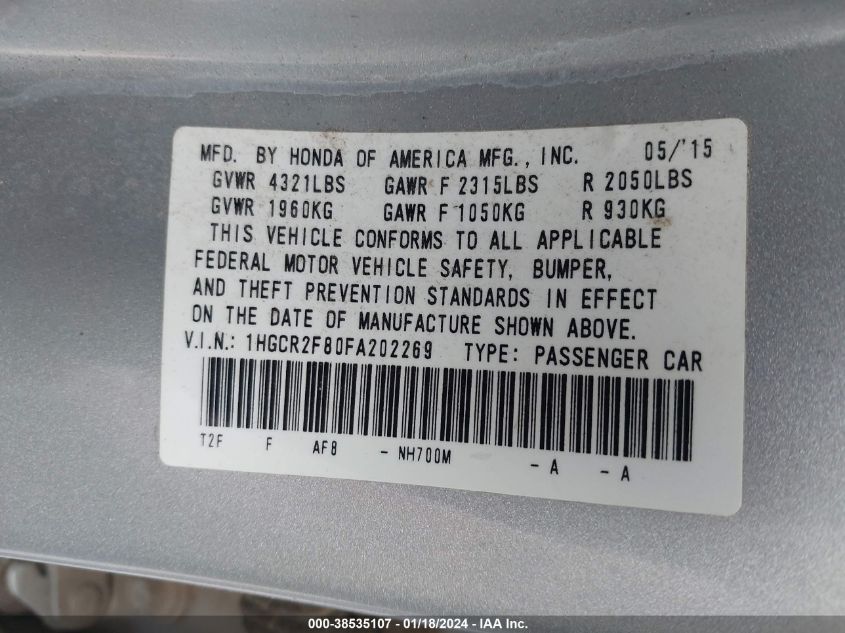 MFD. BY HONDA OF AMERICA MFG., INC. 05/'15
GVWR 4321LBS GAWR F 2315LBS R 2050LBS
GVWR 1960KG GAWR F 1050KG R 930KG
THIS VEHICLE CONFORMS TO ALL APPLICABLE
FEDERAL MOTOR VEHICLE SAFETY, BUMPER,
AND THEFT PREVENTION STANDARDS IN EFFECT
ON THE DATE OF MANUFACTURE SHOWN ABOVE.
V.I.N.: 1HGCR2F80FA202269 TYPE: PASSENGER CAR
T2F F AF8 - NH700M - A - A
000-38535107 - 01/18/2024 - IAA Inc.